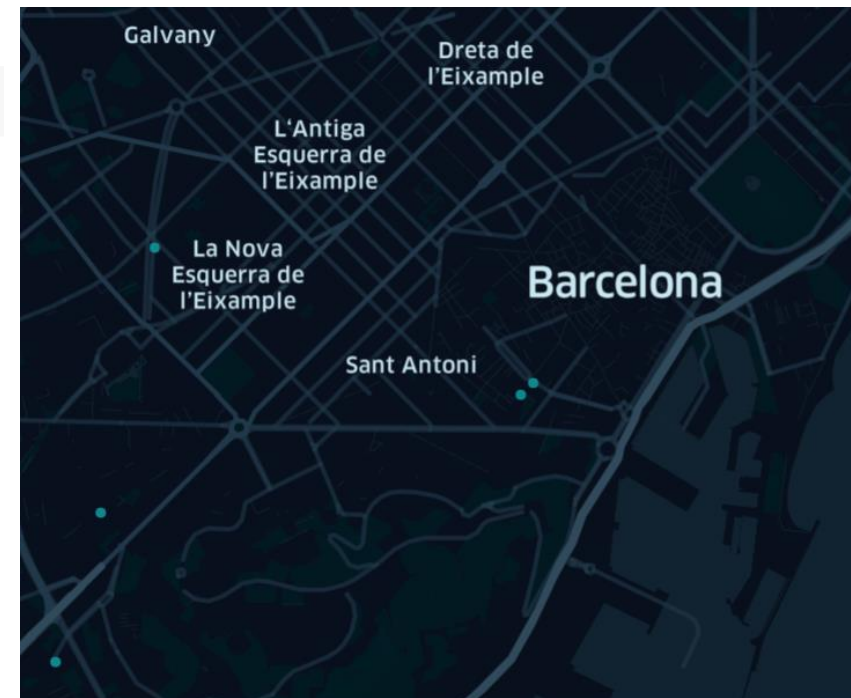 Galvany
Dreta de
l'Eixample
L‘Antiga
Esquerra de
l’Eixample
La Nova
Esquerra de
l’Eixample
Barcelona
Sant Antoni